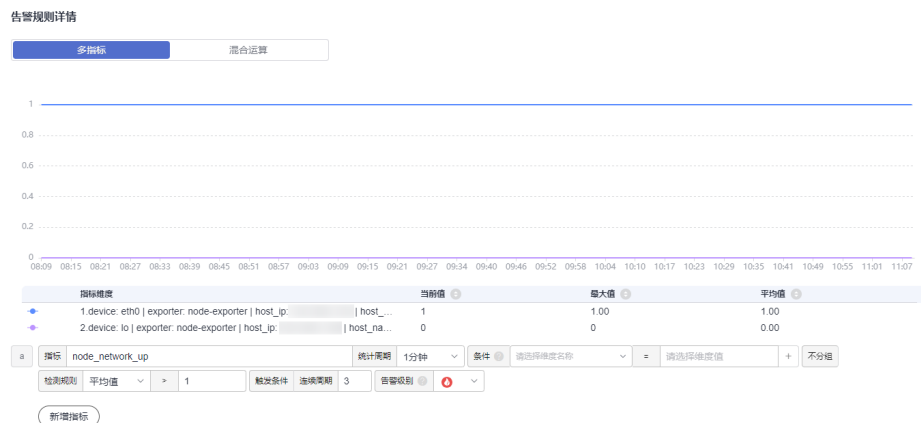 告警规则详情
多指标 混合运算
1
0.8
0.6
0.4
0.2
0
08:09 08:15 08:21 08:27 08:33 08:39 08:45 08:51 08:57 09:03 09:09 09:15 09:21 09:27 09:34 09:40 09:46 09:52 09:58 10:04 10:10 10:17 10:23 10:29 10:35 10:41 10:49 10:55 11:01 11:07
指标维度 当前值 最大值 平均值
1.device: eth0 | exporter: node-exporter | host_ip: | host_... 1 1.00 1.00
2.device: lo | exporter: node-exporter | host_ip: | host_na... 0 0 0.00
a 指标 node_network_up 统计周期 1分钟 条件 请选择维度名称 = 请选择维度值 + 不分组
检测规则 平均值 > 1 触发条件 连续周期 3 告警级别
新增指标